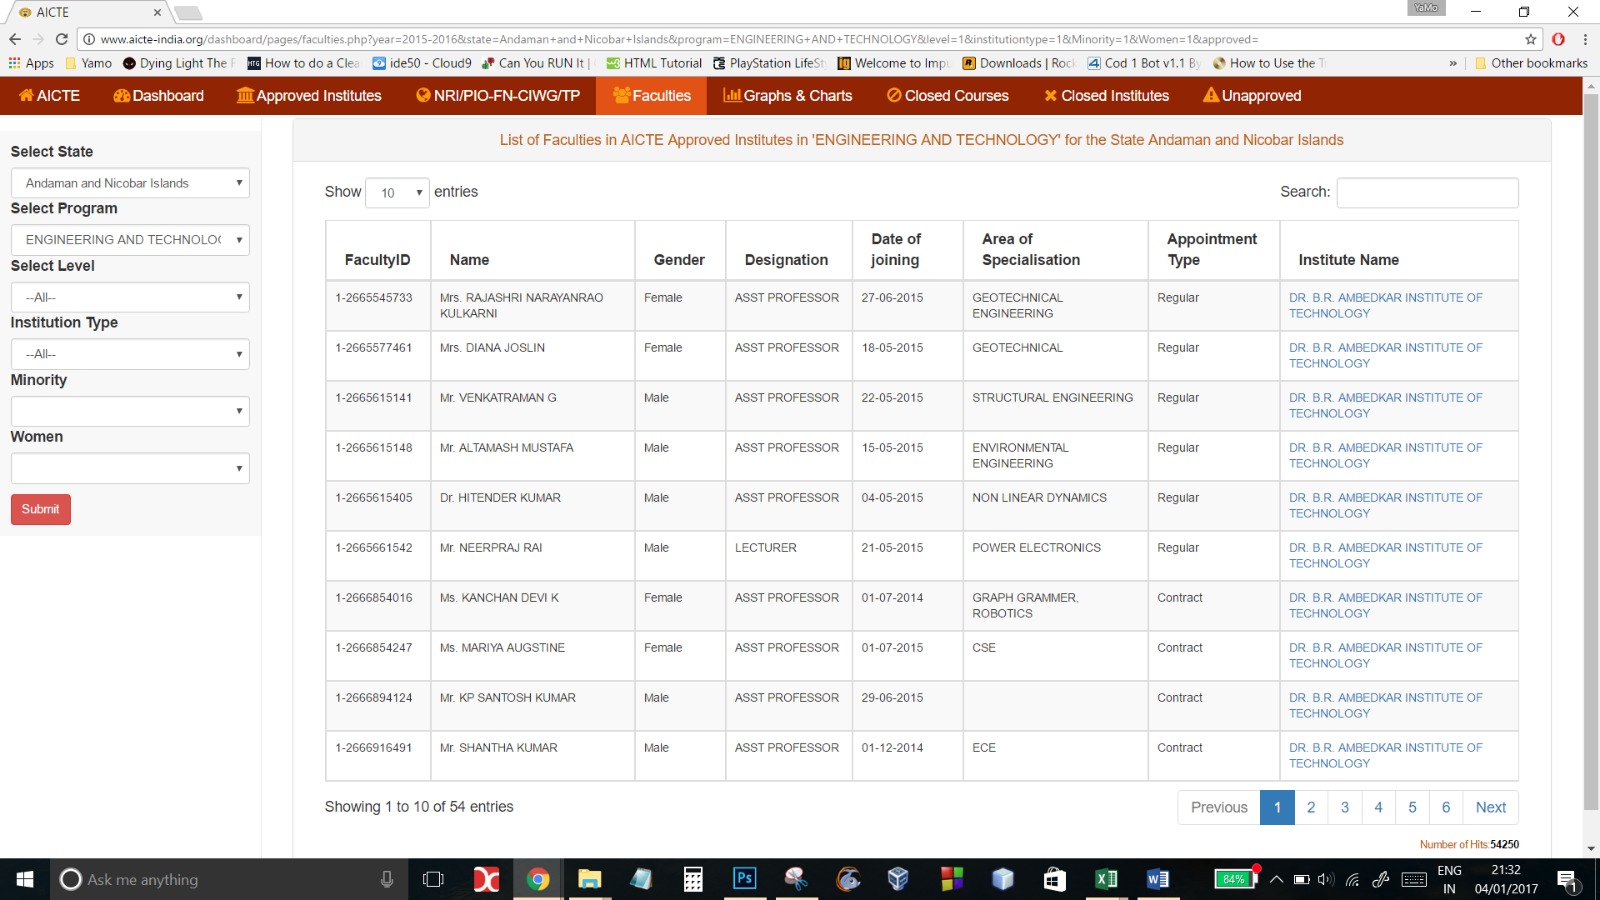 AICTE
YaMo
www.aicte-india.org/dashboard/pages/faculties.php?year=2015-2016&state=Andaman+and+Nicobar+Islands&program=ENGINEERING+AND+TECHNOLOGY&level=1&institutiontype=1&Minority=1&Women=1&approved=
Apps Yamo Dying Light The F How to do a Clea ide50 - Cloud9 Can You RUN It | HTML Tutorial PlayStation LifeSt Welcome to Impu Downloads | Rock Cod 1 Bot v1.1 By How to Use the Ti » Other bookmarks
AICTE Dashboard Approved Institutes NRI/PIO-FN-CIWG/TP Faculties Graphs & Charts Closed Courses Closed Institutes Unapproved
Select State
Andaman and Nicobar Islands
Select Program
ENGINEERING AND TECHNOLOG
Select Level
--All--
Institution Type
--All--
Minority
Women
Submit
List of Faculties in AICTE Approved Institutes in 'ENGINEERING AND TECHNOLOGY' for the State Andaman and Nicobar Islands
Show 10 entries Search:
FacultyID Name Gender Designation Date of joining Area of Specialisation Appointment Type Institute Name
1-2665545733 Mrs. RAJASHRI NARAYANRAO KULKARNI Female ASST PROFESSOR 27-06-2015 GEOTECHNICAL ENGINEERING Regular DR. B.R. AMBEDKAR INSTITUTE OF TECHNOLOGY
1-2665577461 Mrs. DIANA JOSLIN Female ASST PROFESSOR 18-05-2015 GEOTECHNICAL Regular DR. B.R. AMBEDKAR INSTITUTE OF TECHNOLOGY
1-2665615141 Mr. VENKATRAMAN G Male ASST PROFESSOR 22-05-2015 STRUCTURAL ENGINEERING Regular DR. B.R. AMBEDKAR INSTITUTE OF TECHNOLOGY
1-2665615148 Mr. ALTAMASH MUSTAFA Male ASST PROFESSOR 15-05-2015 ENVIRONMENTAL ENGINEERING Regular DR. B.R. AMBEDKAR INSTITUTE OF TECHNOLOGY
1-2665615405 Dr. HITENDER KUMAR Male ASST PROFESSOR 04-05-2015 NON LINEAR DYNAMICS Regular DR. B.R. AMBEDKAR INSTITUTE OF TECHNOLOGY
1-2665661542 Mr. NEERPRAJ RAI Male LECTURER 21-05-2015 POWER ELECTRONICS Regular DR. B.R. AMBEDKAR INSTITUTE OF TECHNOLOGY
1-2666854016 Ms. KANCHAN DEVI K Female ASST PROFESSOR 01-07-2014 GRAPH GRAMMER, ROBOTICS Contract DR. B.R. AMBEDKAR INSTITUTE OF TECHNOLOGY
1-2666854247 Ms. MARIYA AUGSTINE Female ASST PROFESSOR 01-07-2015 CSE Contract DR. B.R. AMBEDKAR INSTITUTE OF TECHNOLOGY
1-2666894124 Mr. KP SANTOSH KUMAR Male ASST PROFESSOR 29-06-2015 Contract DR. B.R. AMBEDKAR INSTITUTE OF TECHNOLOGY
1-2666916491 Mr. SHANTHA KUMAR Male ASST PROFESSOR 01-12-2014 ECE Contract DR. B.R. AMBEDKAR INSTITUTE OF TECHNOLOGY
Showing 1 to 10 of 54 entries Previous 1 2 3 4 5 6 Next
Number of Hits:54250
Ask me anything 84% ENG IN 21:32 04/01/2017 1